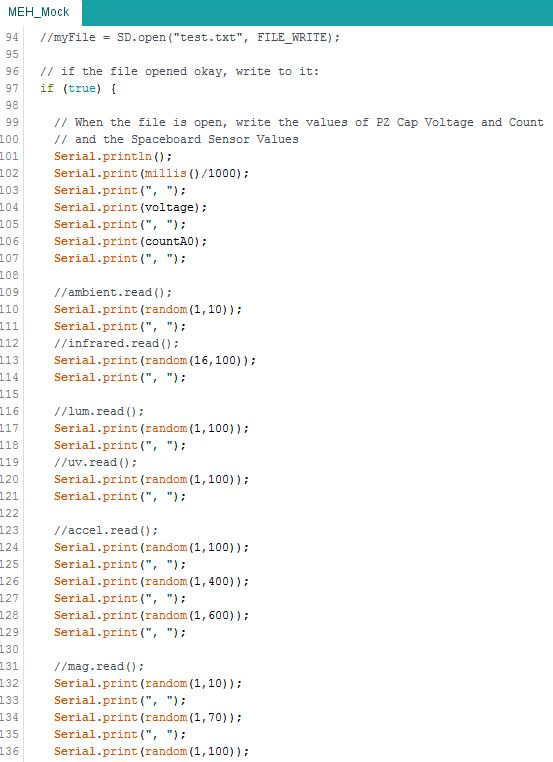 MEH_Mock
94 //myFile = SD.open("test.txt", FILE_WRITE);
95
96 // if the file opened okay, write to it:
97 if (true) {
98
99 // When the file is open, write the values of PZ Cap Voltage and Count
100 // and the Spaceboard Sensor Values
101 Serial.println();
102 Serial.print(millis()/1000);
103 Serial.print(", ");
104 Serial.print(voltage);
105 Serial.print(", ");
106 Serial.print(countA0);
107 Serial.print(", ");
108
109 //ambient.read();
110 Serial.print(random(1,10));
111 Serial.print(", ");
112 //infrared.read();
113 Serial.print(random(16,100));
114 Serial.print(", ");
115
116 //lum.read();
117 Serial.print(random(1,100));
118 Serial.print(", ");
119 //uv.read();
120 Serial.print(random(1,100));
121 Serial.print(", ");
122
123 //accel.read();
124 Serial.print(random(1,100));
125 Serial.print(", ");
126 Serial.print(random(1,400));
127 Serial.print(", ");
128 Serial.print(random(1,600));
129 Serial.print(", ");
130
131 //mag.read();
132 Serial.print(random(1,10));
133 Serial.print(", ");
134 Serial.print(random(1,70));
135 Serial.print(", ");
136 Serial.print(random(1,100));